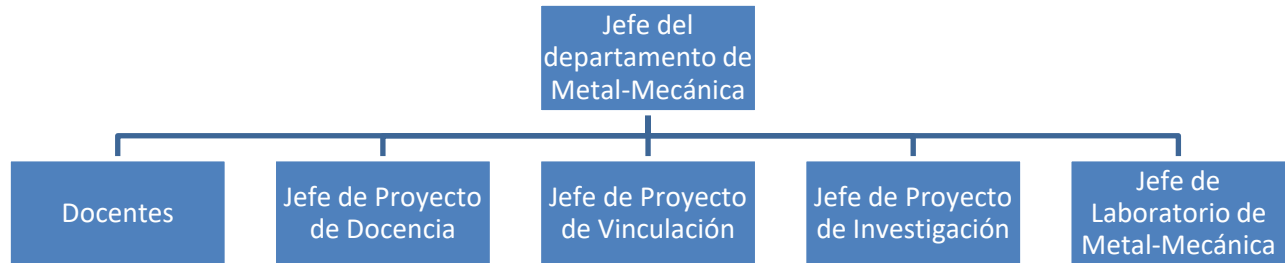 Jefe del
departamento de
Metal-Mecánica
Docentes
Jefe de Proyecto
de Docencia
Jefe de Proyecto
de Vinculación
Jefe de Proyecto
de Investigación
Jefe de
Laboratorio de
Metal-Mecánica